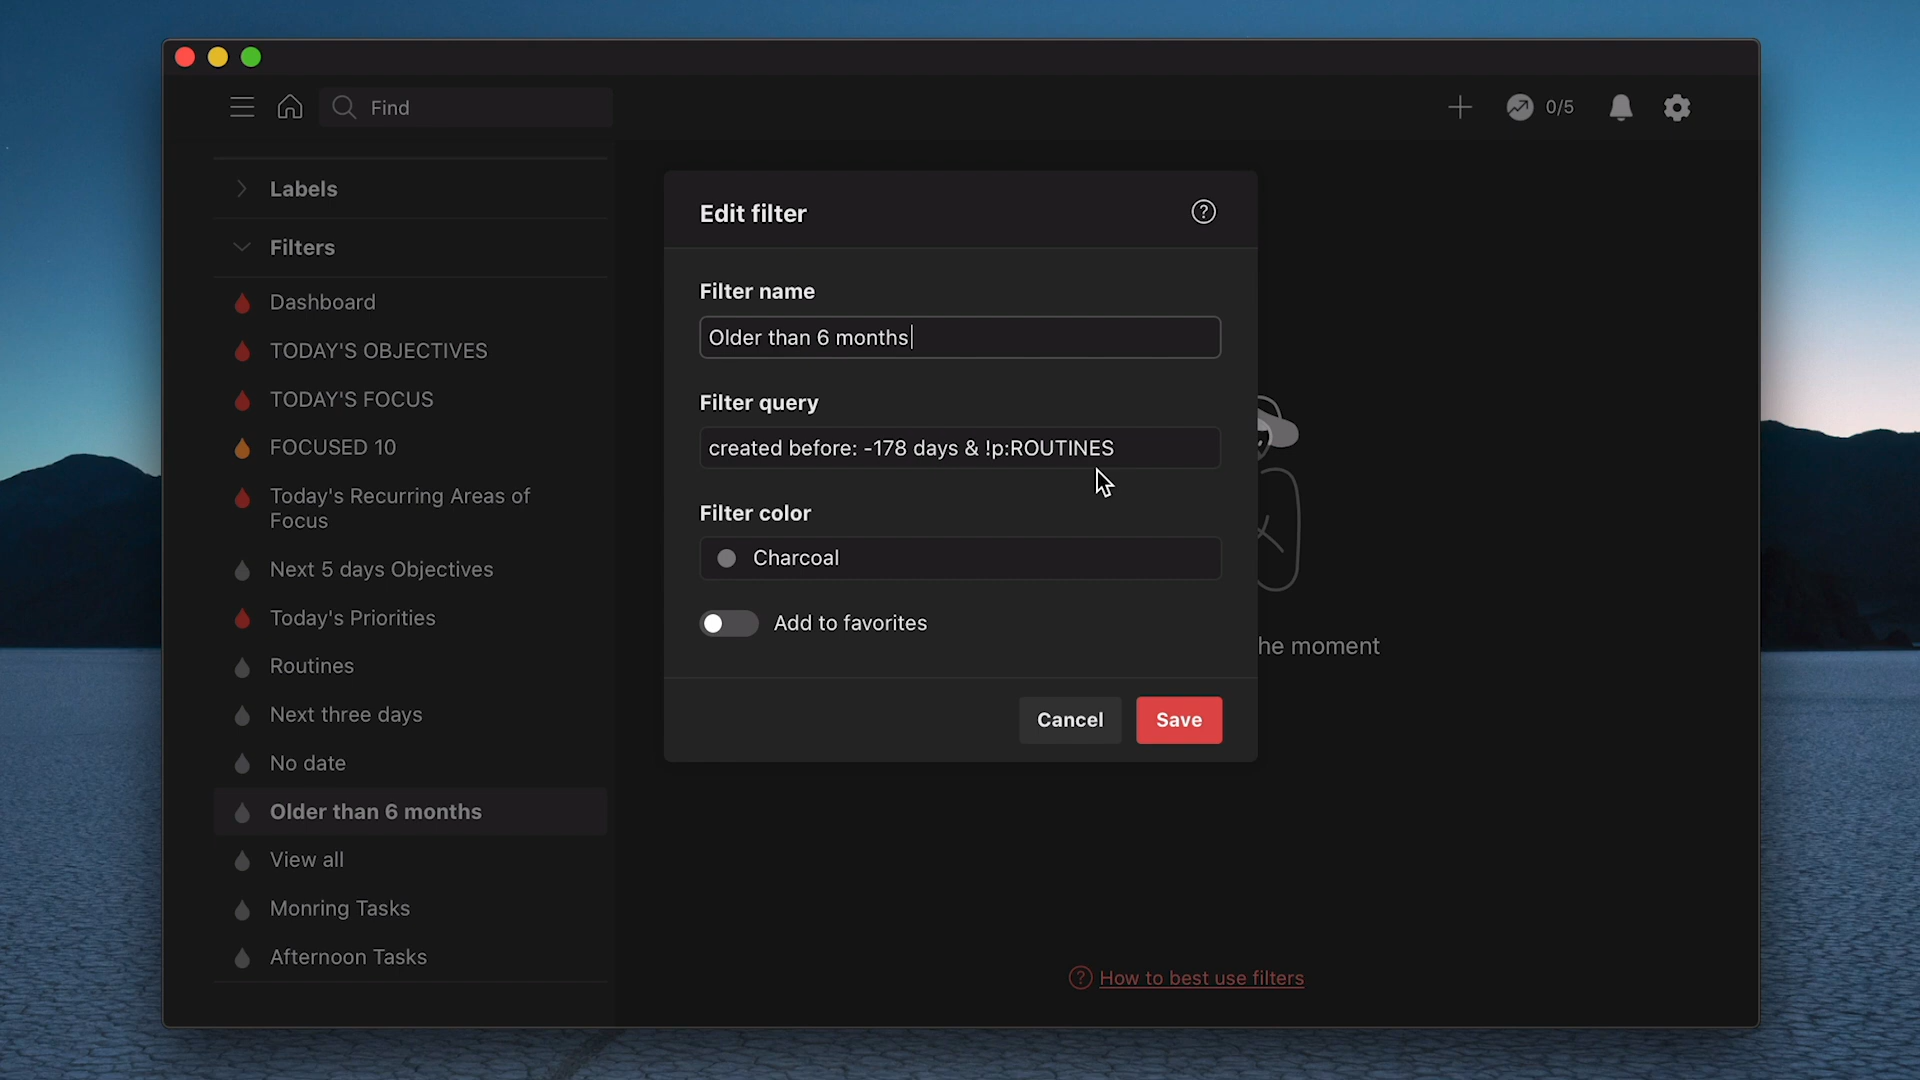 Find
0/5
Labels
Filters
Dashboard
TODAY'S OBJECTIVES
TODAY'S FOCUS
FOCUSED 10
Today's Recurring Areas of
Focus
Next 5 days Objectives
Today's Priorities
Routines
Next three days
No date
Older than 6 months
View all
Monring Tasks
Afternoon Tasks
Edit filter
Filter name
Older than 6 months
Filter query
created before: -178 days & !p:ROUTINES
Filter color
Charcoal
Add to favorites
Cancel
Save
he moment
How to best use filters